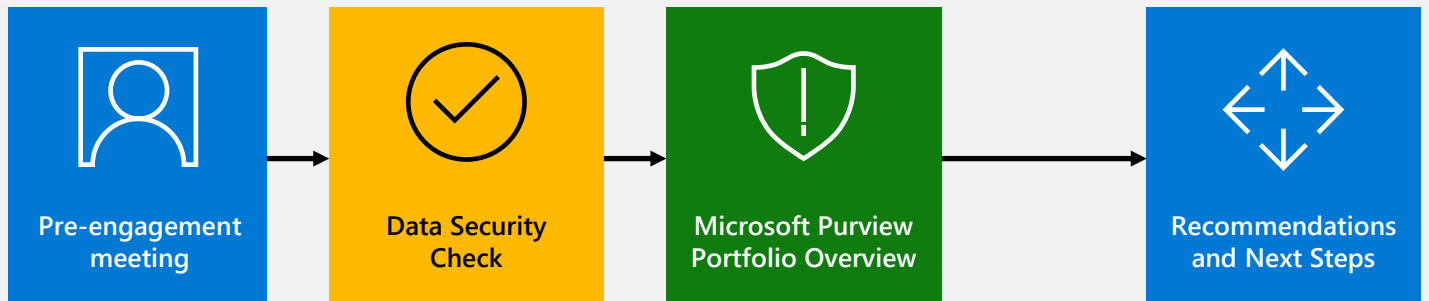 Pre-engagement
meeting
Data Security
Check
Microsoft Purview
Portfolio Overview
Recommendations
and Next Steps